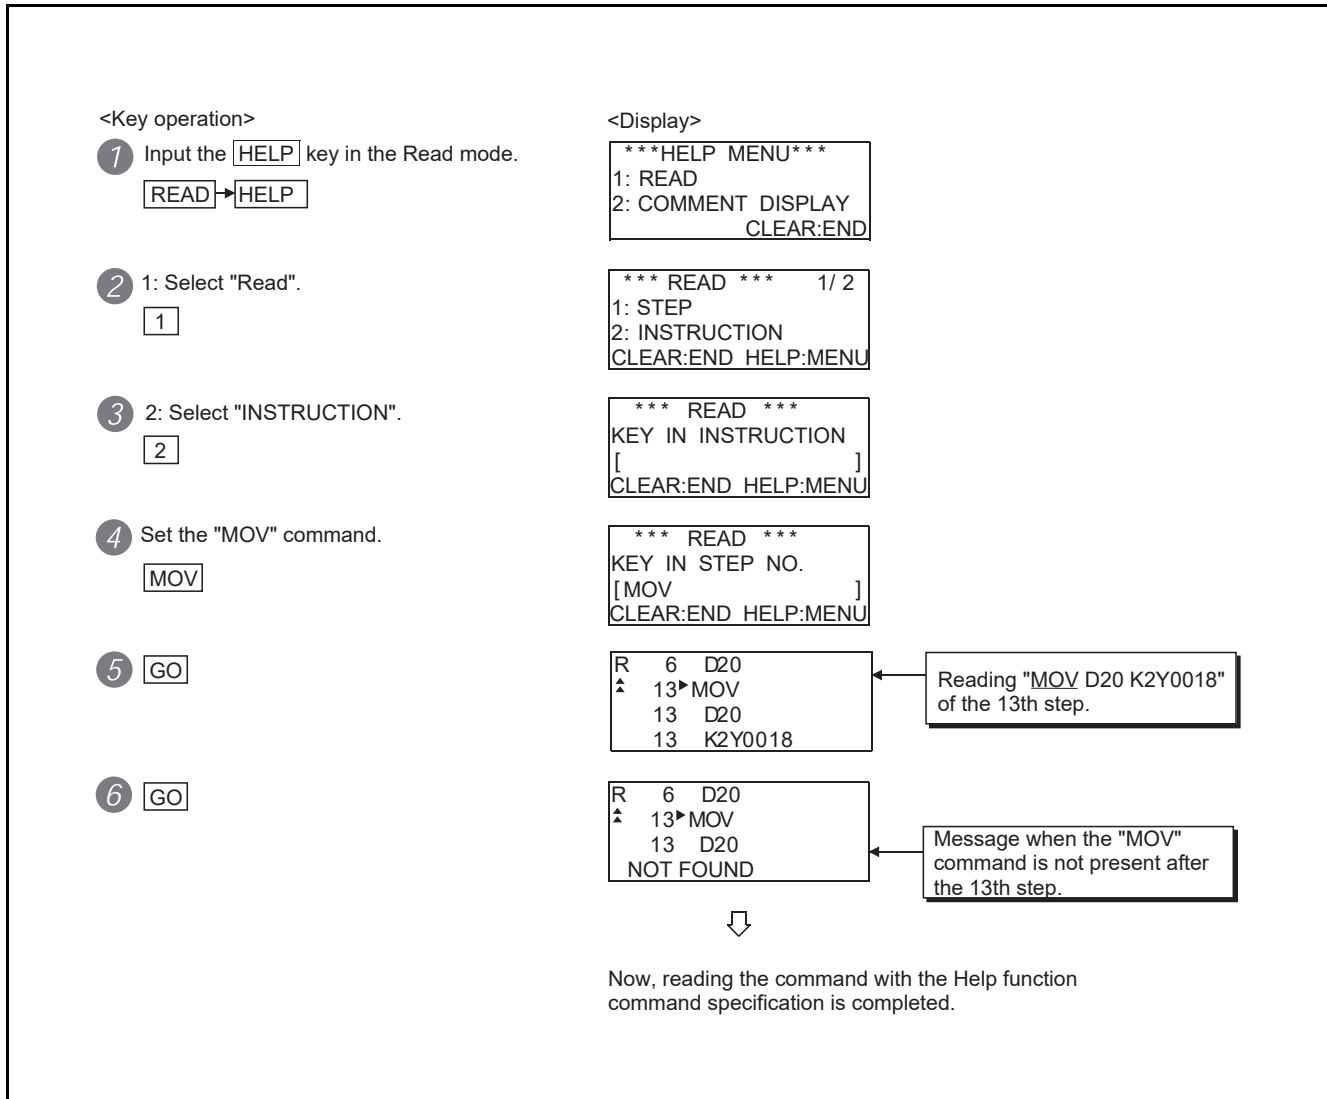 <Key operation>
<Display>
1 Input the HELP key in the Read mode.
READ HELP
***HELP MENU***
1: READ
2: COMMENT DISPLAY
CLEAR:END
2 1: Select "Read".
1
*** READ *** 1/ 2
1: STEP
2: INSTRUCTION
CLEAR:END HELP:MENU
3 2: Select "INSTRUCTION".
2
*** READ ***
KEY IN INSTRUCTION
[ ]
CLEAR:END HELP:MENU
4 Set the "MOV" command.
MOV
*** READ ***
KEY IN STEP NO.
[MOV ]
CLEAR:END HELP:MENU
5 GO
R 6 D20
13 MOV
13 D20
13 K2Y0018
Reading "MOV D20 K2Y0018"
of the 13th step.
6 GO
R 6 D20
13 MOV
13 D20
NOT FOUND
Message when the "MOV"
command is not present after
the 13th step.
Now, reading the command with the Help function
command specification is completed.